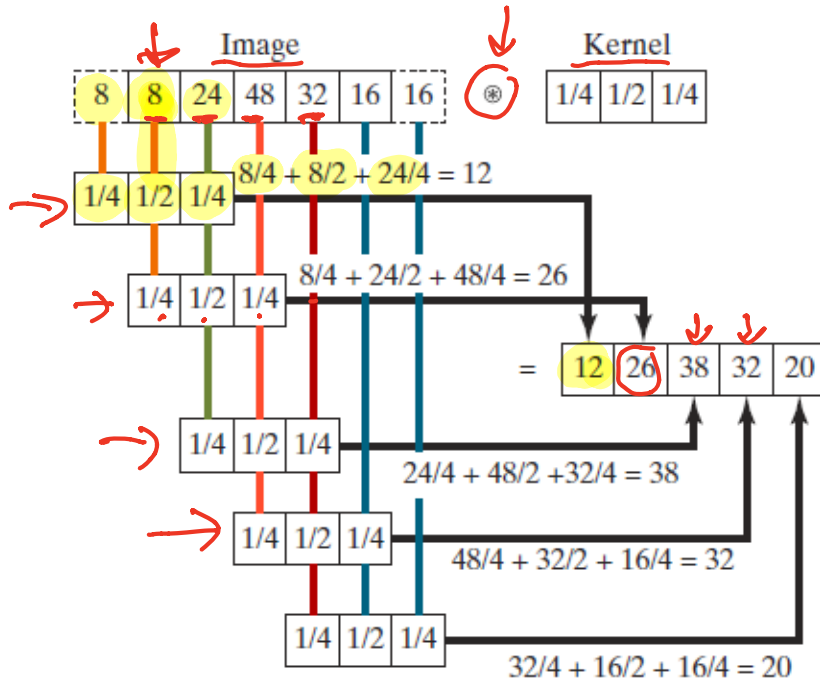 Image Kernel
8 8 24 48 32 16 16 ⊛ 1/4 1/2 1/4
8/4 + 8/2 + 24/4 = 12
1/4 1/2 1/4
8/4 + 24/2 + 48/4 = 26
1/4 1/2 1/4
= 12 26 38 32 20
1/4 1/2 1/4
24/4 + 48/2 +32/4 = 38
1/4 1/2 1/4
48/4 + 32/2 + 16/4 = 32
1/4 1/2 1/4
32/4 + 16/2 + 16/4 = 20